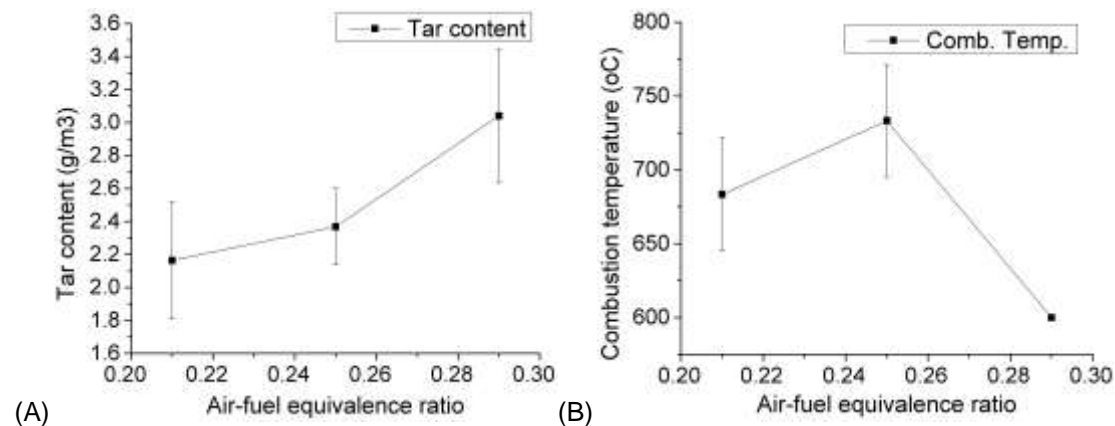 Tar content
3.6
3.4
3.2
3.0
2.8
2.6
2.4
2.2
2.0
1.8
1.6
Tar content (g/m3)
0.20 0.22 0.24 0.26 0.28 0.30
Air-fuel equivalence ratio
(A)
Comb. Temp.
800
750
700
650
600
Combustion temperature (oC)
0.20 0.22 0.24 0.26 0.28 0.30
Air-fuel equivalence ratio
(B)